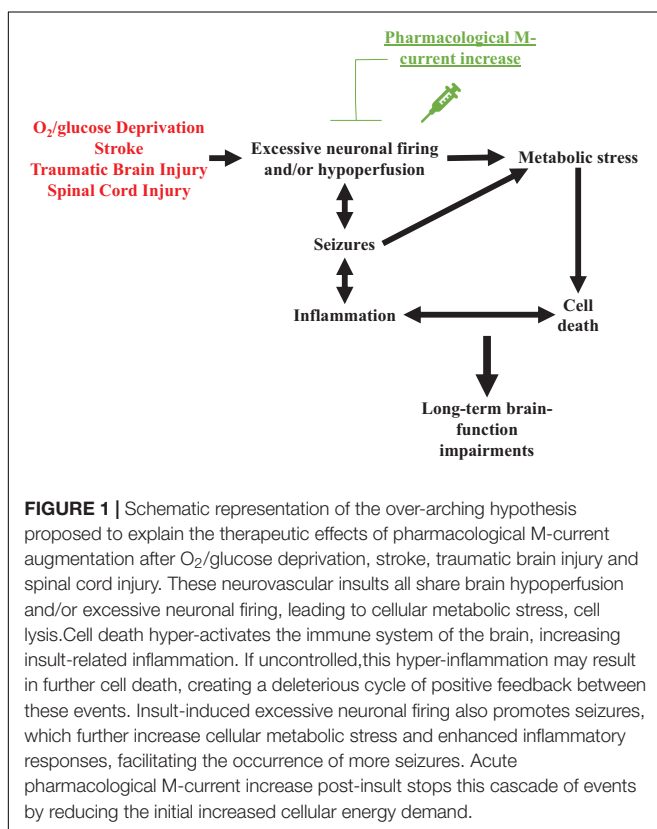 Pharmacological M-
current increase
O₂/glucose Deprivation
Stroke
Traumatic Brain Injury
Spinal Cord Injury
Excessive neuronal firing
and/or hypoperfusion
Metabolic stress
Seizures
Inflammation
Cell
death
Long-term brain-
function
impairments
FIGURE 1 | Schematic representation of the over-arching hypothesis
proposed to explain the therapeutic effects of pharmacological M-current
augmentation after O₂/glucose deprivation, stroke, traumatic brain injury and
spinal cord injury. These neurovascular insults all share brain hypoperfusion
and/or excessive neuronal firing, leading to cellular metabolic stress, cell
lysis.Cell death hyper-activates the immune system of the brain, increasing
insult-related inflammation. If uncontrolled,this hyper-inflammation may result
in further cell death, creating a deleterious cycle of positive feedback between
these events. Insult-induced excessive neuronal firing also promotes seizures,
which further increase cellular metabolic stress and enhanced inflammatory
responses, facilitating the occurrence of more seizures. Acute
pharmacological M-current increase post-insult stops this cascade of events
by reducing the initial increased cellular energy demand.